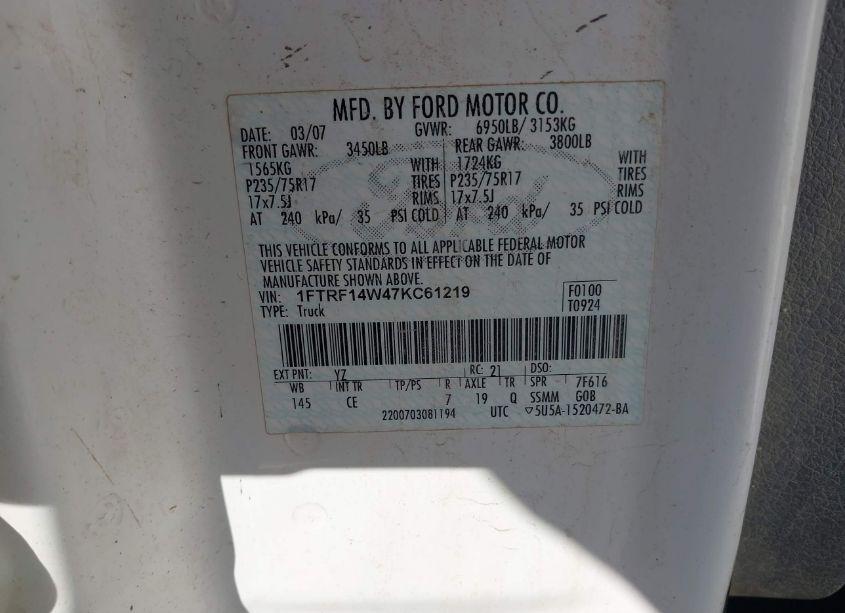 MFD. BY FORD MOTOR CO.
DATE: 03/07 GVWR: 6950LB/ 3153KG
FRONT GAWR: 3450LB REAR GAWR: 3800LB
1565KG WITH 1724KG WITH
P235/75R17 TIRES P235/75R17 TIRES
17x7.5J RIMS 17x7.5J RIMS
AT 240 kPa/ 35 PSI COLD AT 240 kPa/ 35 PSI COLD
THIS VEHICLE CONFORMS TO ALL APPLICABLE FEDERAL MOTOR
VEHICLE SAFETY STANDARDS IN EFFECT ON THE DATE OF
MANUFACTURE SHOWN ABOVE.
VIN: 1FTRF14W47KC61219 F0100
TYPE: Truck T0924
EXT PNT: YZ RC: 21 DSO:
WB INT TR TP/PS R AXLE TR SPR 7F616
145 CE 7 19 Q SSMM GOB
2200703081194 UTC ▽5U5A-1520472-BA
Ford